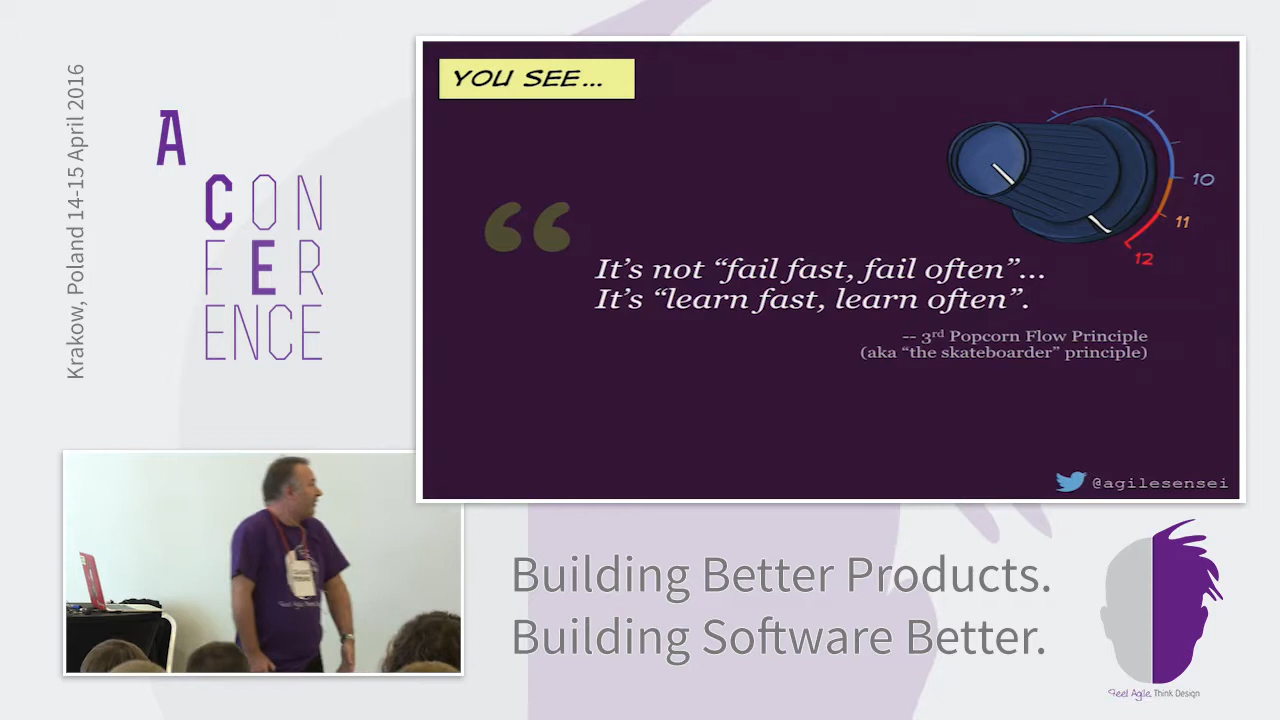 Krakow, Poland 14-15 April 2016
A
CON
FER
ENCE
YOU SEE...
10
11
12
“
It’s not “fail fast, fail often”...
It’s “learn fast, learn often”.
-- 3rd Popcorn Flow Principle
(aka “the skateboarder” principle)
@agilesensei
Building Better Products.
Building Software Better.
Feel Agile. Think Design